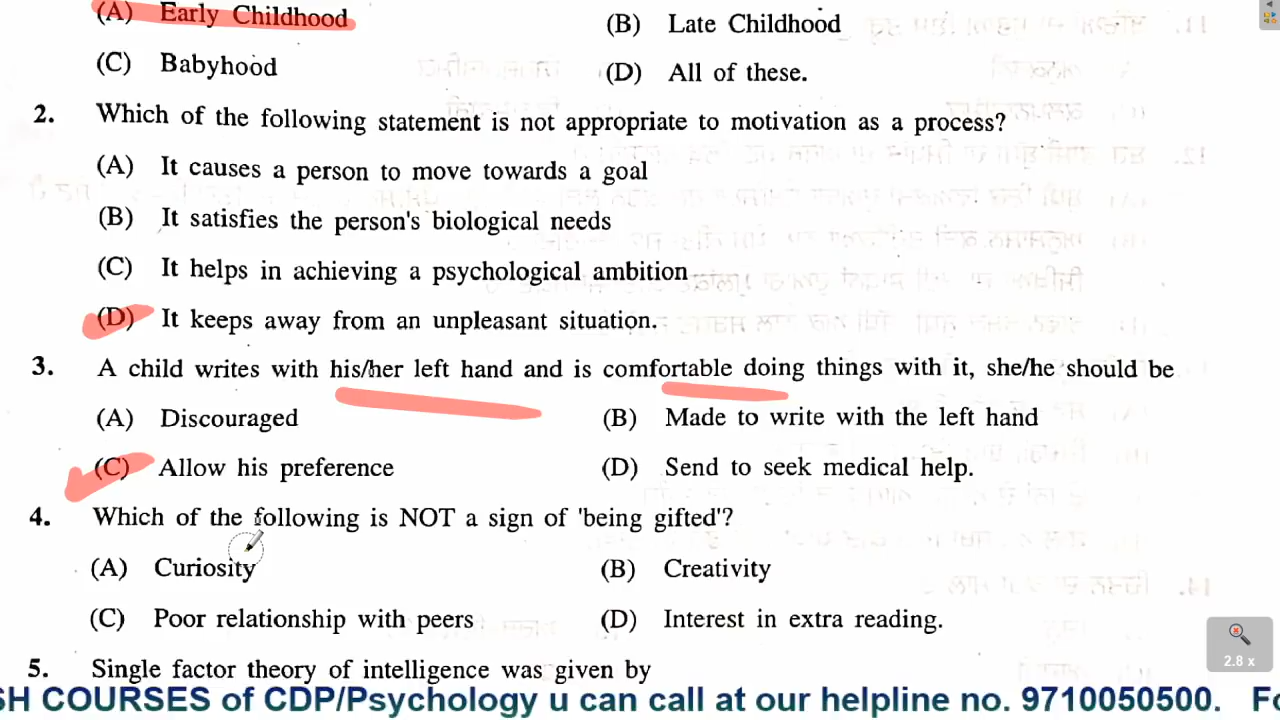 (A) Early Childhood (B) Late Childhood
(C) Babyhood (D) All of these.
2. Which of the following statement is not appropriate to motivation as a process?
(A) It causes a person to move towards a goal
(B) It satisfies the person's biological needs
(C) It helps in achieving a psychological ambition
(D) It keeps away from an unpleasant situation.
3. A child writes with his/her left hand and is comfortable doing things with it, she/he should be
(A) Discouraged (B) Made to write with the left hand
(C) Allow his preference (D) Send to seek medical help.
4. Which of the following is NOT a sign of 'being gifted'?
(A) Curiosity (B) Creativity
(C) Poor relationship with peers (D) Interest in extra reading.
5. Single factor theory of intelligence was given by
SH COURSES of CDP/Psychology u can call at our helpline no. 9710050500. Fo
2.8 x